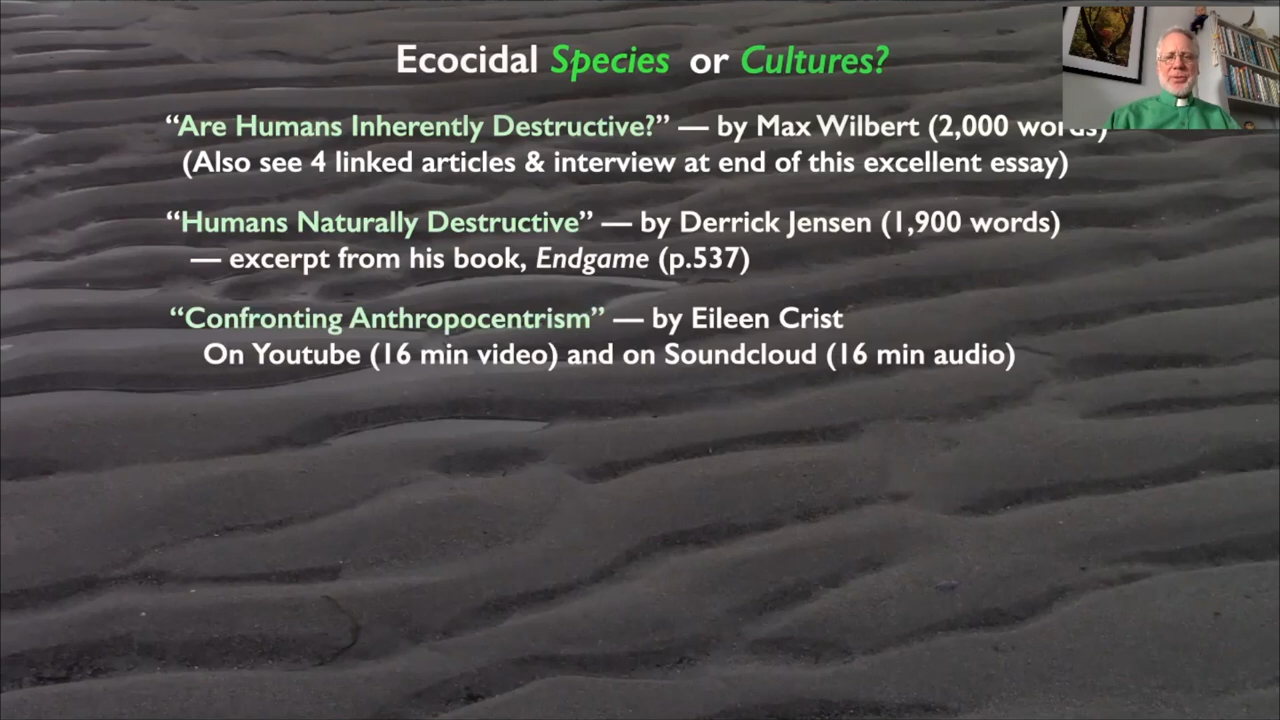 Ecocidal Species or Cultures?
“Are Humans Inherently Destructive?” — by Max Wilbert (2,000 words)
(Also see 4 linked articles & interview at end of this excellent essay)
“Humans Naturally Destructive” — by Derrick Jensen (1,900 words)
— excerpt from his book, Endgame (p.537)
“Confronting Anthropocentrism” — by Eileen Crist
On Youtube (16 min video) and on Soundcloud (16 min audio)